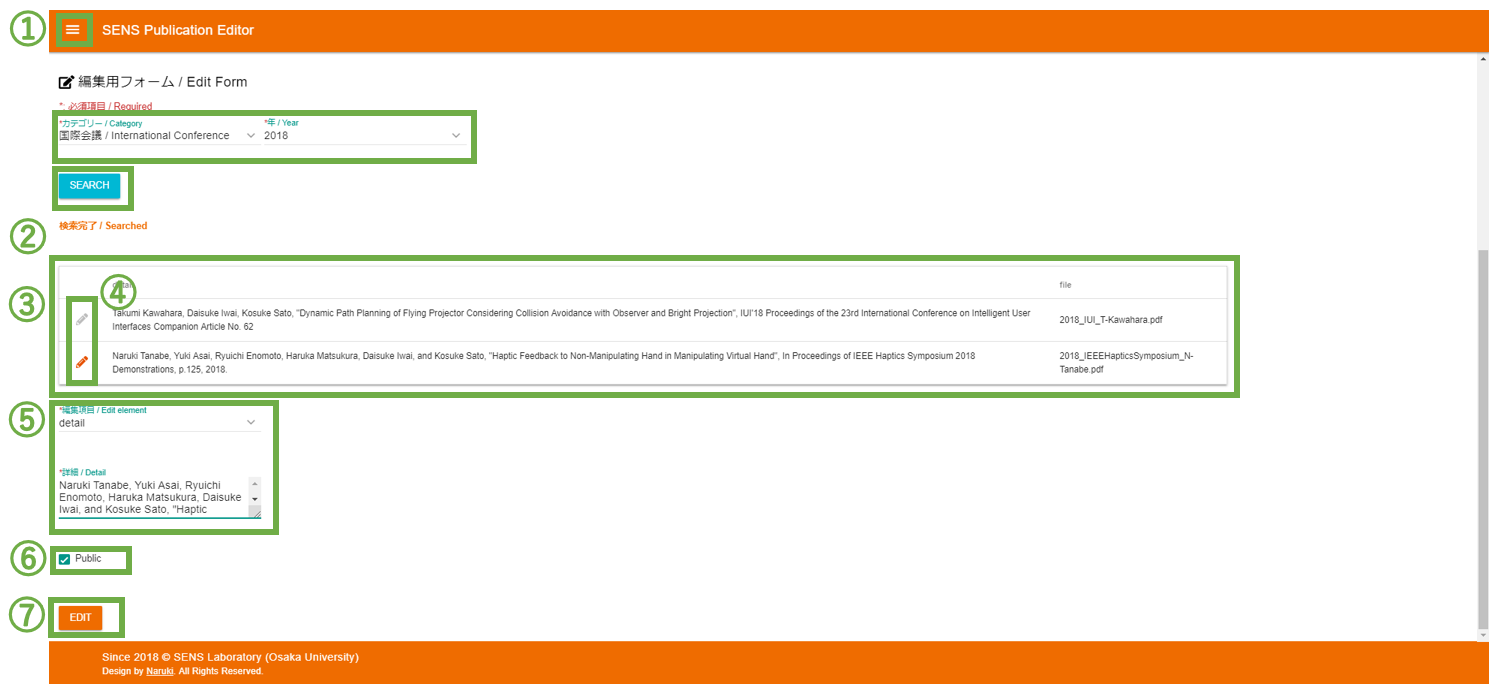 ①
SENS Publication Editor
編集用フォーム / Edit Form
*: 必須項目 / Required
*カテゴリー / Category
*年 / Year
国際会議 / International Conference
2018
SEARCH
②
検索完了 / Searched
③
④
detail
file
Takumi Kawahara, Daisuke Iwai, Kosuke Sato, "Dynamic Path Planning of Flying Projector Considering Collision Avoidance with Observer and Bright Projection", IUI'18 Proceedings of the 23rd International Conference on Intelligent User
Interfaces Companion Article No. 62
2018_IUI_T-Kawahara.pdf
Naruki Tanabe, Yuki Asai, Ryuichi Enomoto, Haruka Matsukura, Daisuke Iwai, and Kosuke Sato, "Haptic Feedback to Non-Manipulating Hand in Manipulating Virtual Hand", In Proceedings of IEEE Haptics Symposium 2018
Demonstrations, p.125, 2018.
2018_IEEEHapticsSymposium_N-
Tanabe.pdf
⑤
*編集項目 / Edit element
detail
*詳細 / Detail
Naruki Tanabe, Yuki Asai, Ryuichi
Enomoto, Haruka Matsukura, Daisuke
Iwai, and Kosuke Sato, "Haptic
⑥
Public
⑦
EDIT
Since 2018 © SENS Laboratory (Osaka University)
Design by Naruki. All Rights Reserved.